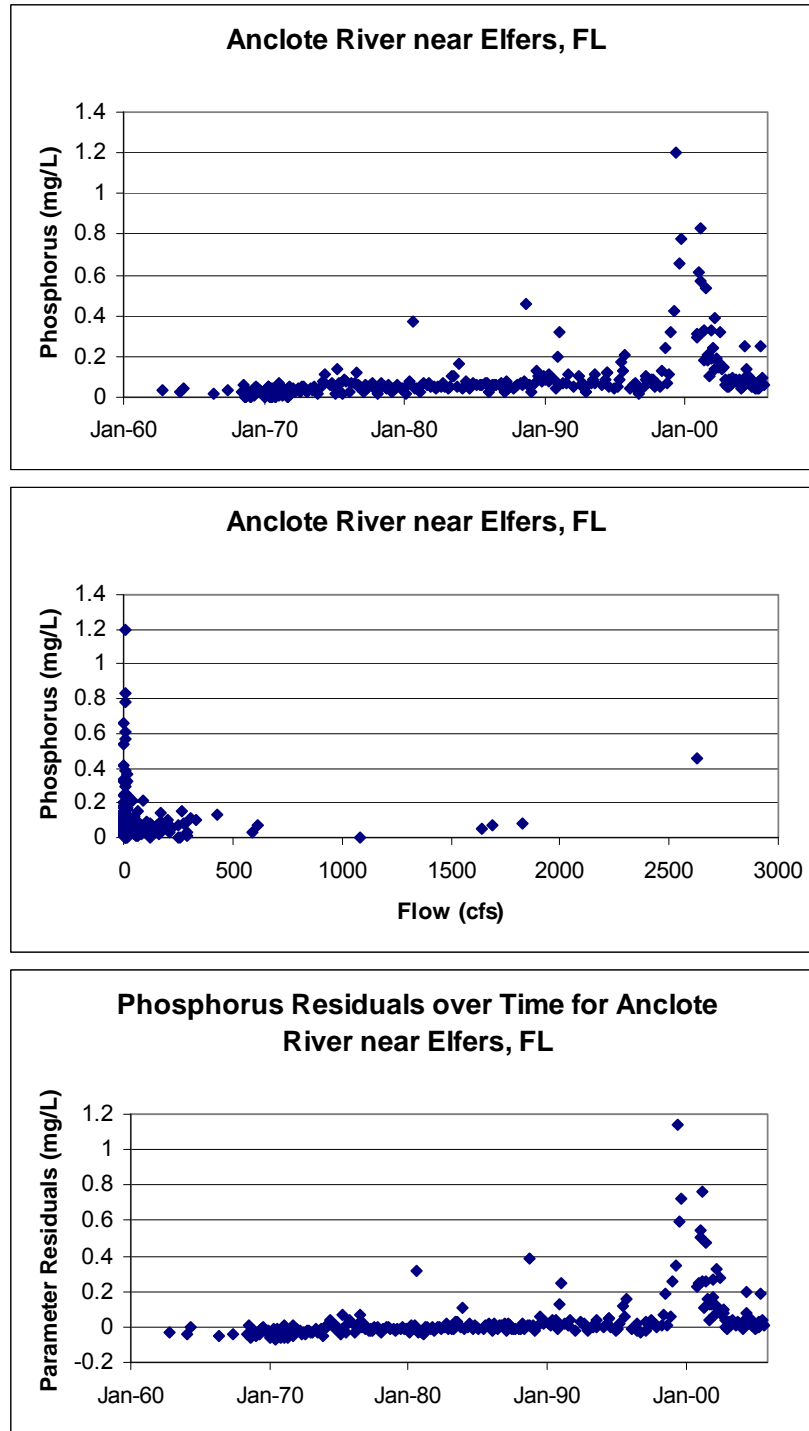 Anclote River near Elfers, FL
Phosphorus (mg/L)
1.4
1.2
1
0.8
0.6
0.4
0.2
0
Jan-60 Jan-70 Jan-80 Jan-90 Jan-00
Anclote River near Elfers, FL
Phosphorus (mg/L)
1.4
1.2
1
0.8
0.6
0.4
0.2
0
0 500 1000 1500 2000 2500 3000
Flow (cfs)
Phosphorus Residuals over Time for Anclote
River near Elfers, FL
Parameter Residuals (mg/L)
1.2
1
0.8
0.6
0.4
0.2
0
-0.2
Jan-60 Jan-70 Jan-80 Jan-90 Jan-00